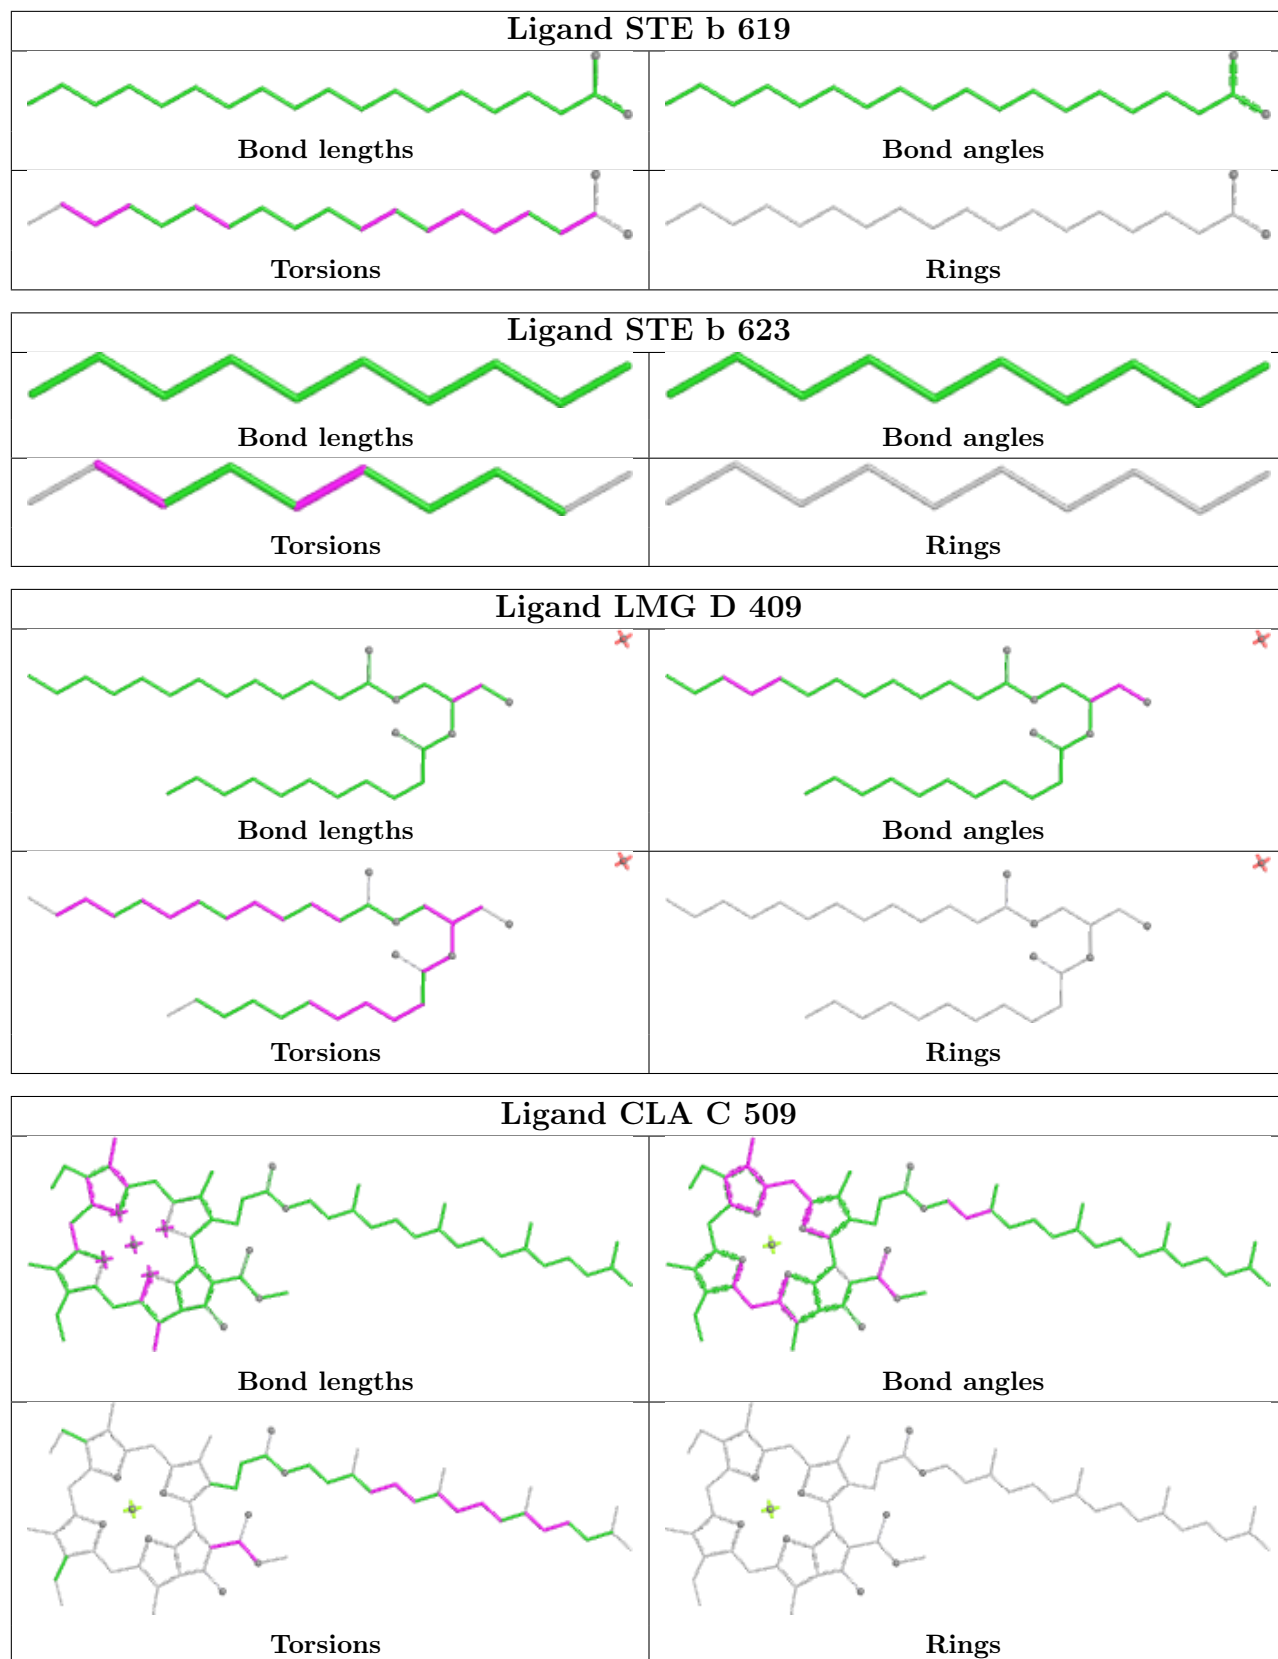 Ligand STE b 619
Bond lengths
Bond angles
Torsions
Rings
Ligand STE b 623
Bond lengths
Bond angles
Torsions
Rings
Ligand LMG D 409
Bond lengths
Bond angles
Torsions
Rings
Ligand CLA C 509
Bond lengths
Bond angles
Torsions
Rings